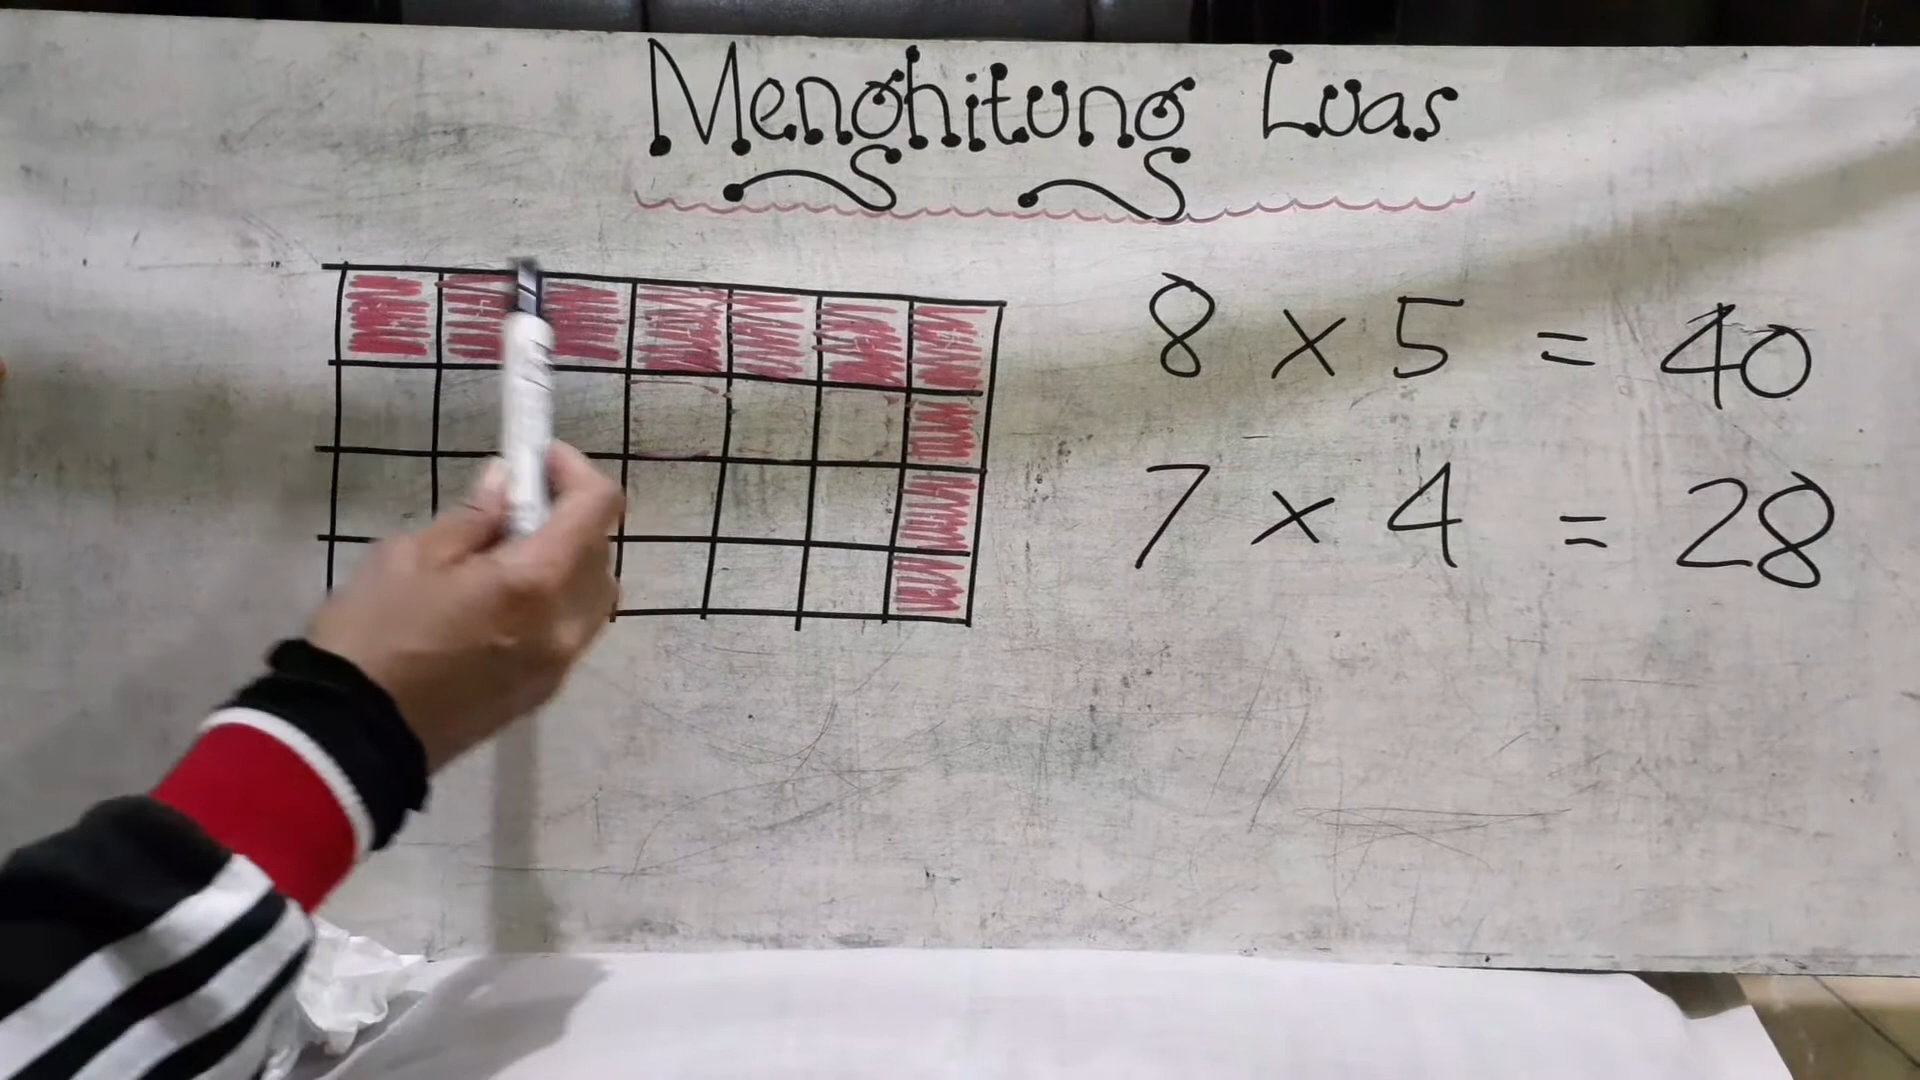 Menghitung Luas
8 × 5 = 40
7 × 4 = 28